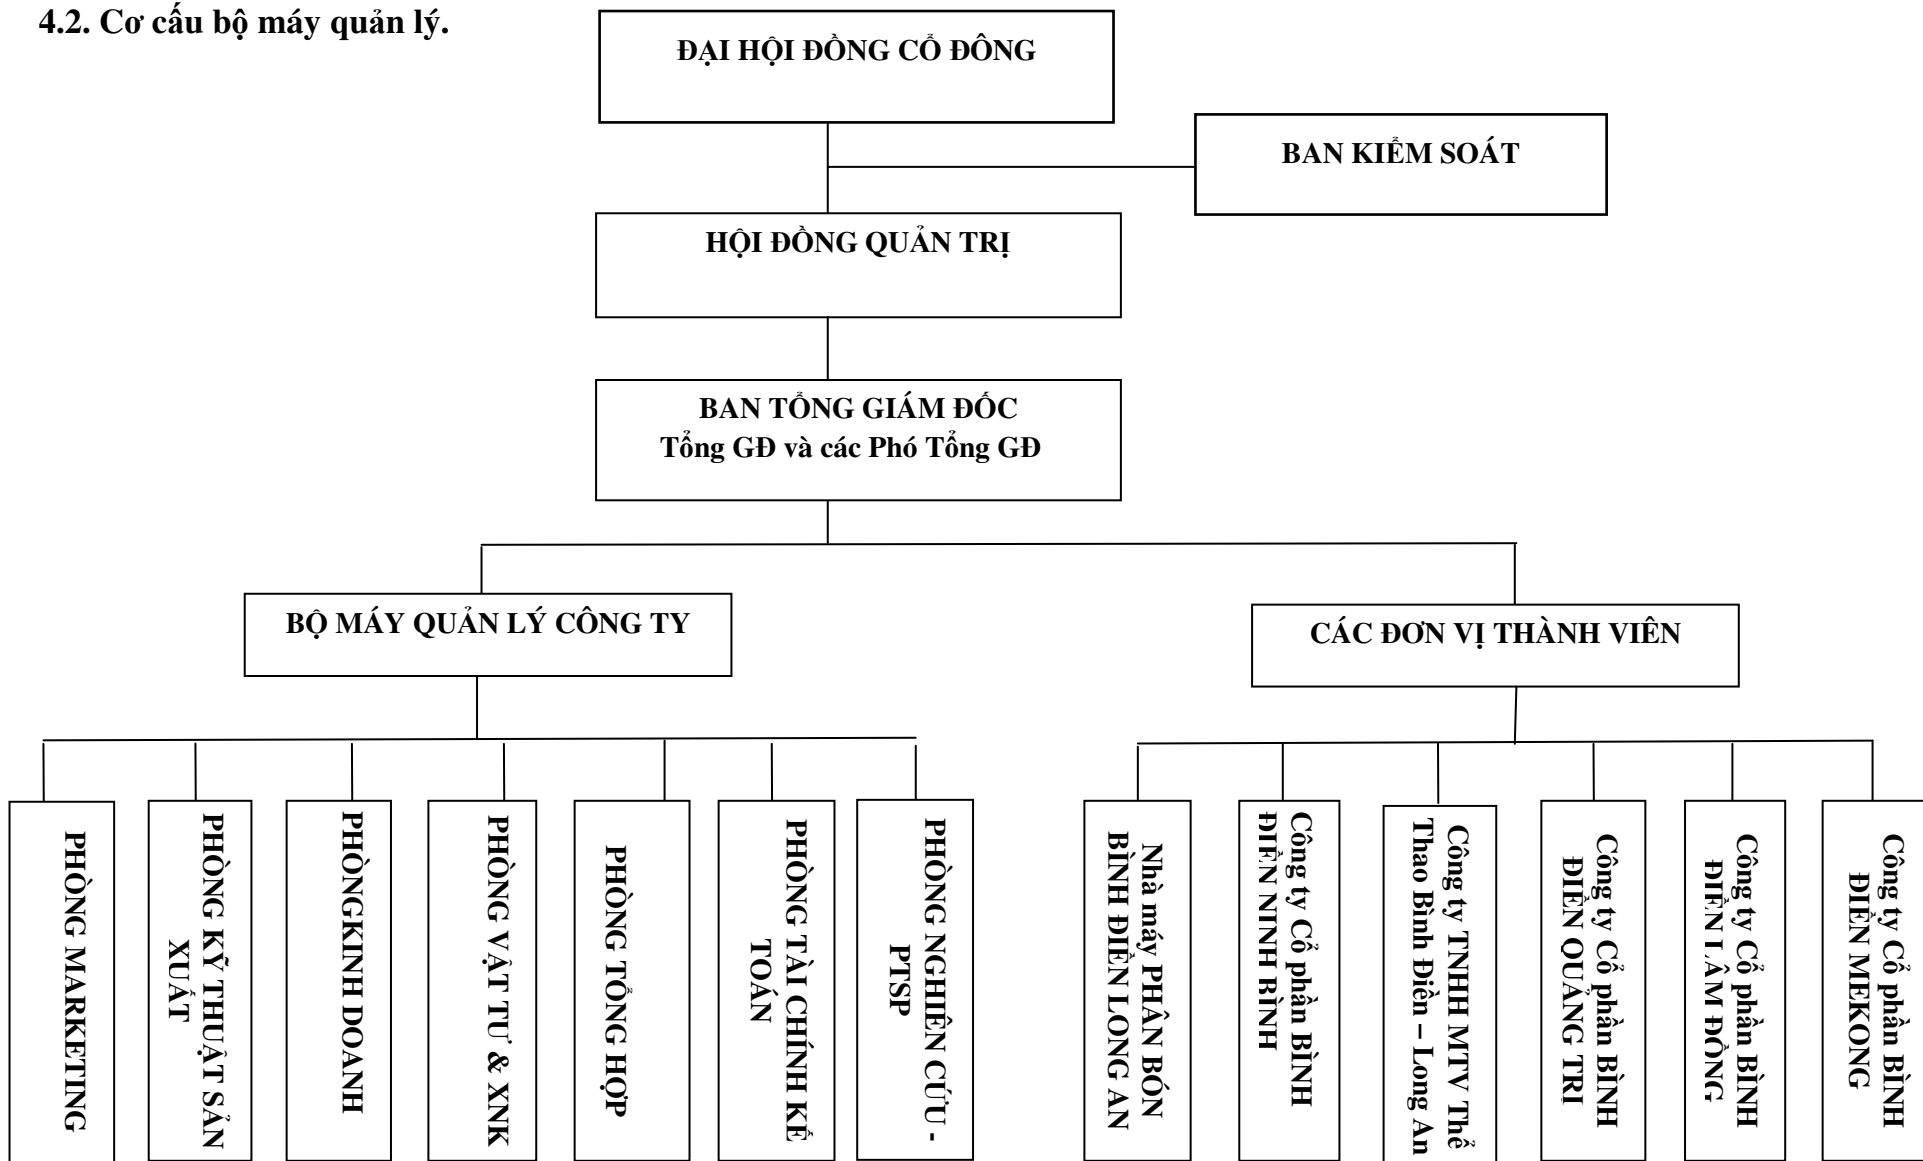 4.2. Cơ cấu bộ máy quản lý.
ĐẠI HỘI ĐỒNG CỔ ĐÔNG
BAN KIỂM SOÁT
HỘI ĐỒNG QUẢN TRỊ
BAN TỔNG GIÁM ĐỐC
Tổng GĐ và các Phó Tổng GĐ
BỘ MÁY QUẢN LÝ CÔNG TY
CÁC ĐƠN VỊ THÀNH VIÊN
PHÒNG MARKETING
PHÒNG KỸ THUẬT SẢN
XUẤT
PHÒNGKINH DOANH
PHÒNG VẬT TƯ & XNK
PHÒNG TỔNG HỢP
PHÒNG TÀI CHÍNH KẾ
TOÁN
PHÒNG NGHIÊN CỨU -
PTSP
Nhà máy PHÂN BÓN
BÌNH ĐIỀN LONG AN
Công ty Cổ phần BÌNH
ĐIỀN NINH BÌNH
Công ty TNHH MTV Thể
Thao Bình Điền – Long An
Công ty Cổ phần BÌNH
ĐIỀN QUẢNG TRỊ
Công ty Cổ phần BÌNH
ĐIỀN LÂM ĐỒNG
Công ty Cổ phần BÌNH
ĐIỀN MEKONG